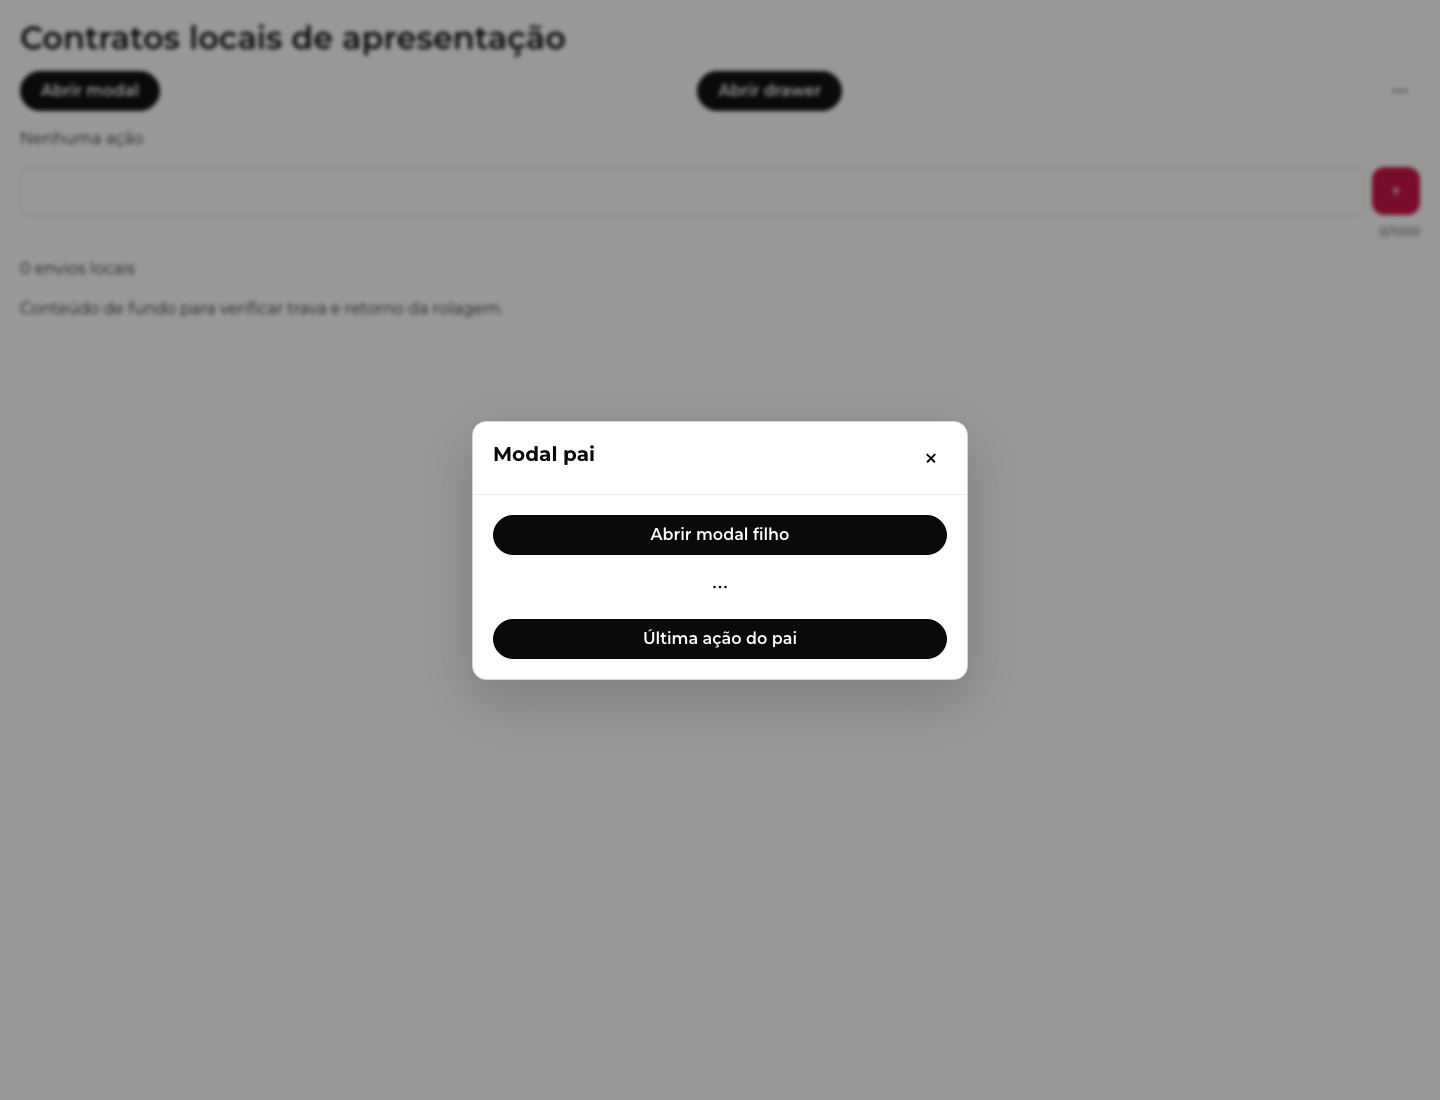 Contratos locais de apresentação
Abrir modal
Abrir drawer
...
Nenhuma ação
0/1000
0 envios locais
Conteúdo de fundo para verificar trava e retorno da rolagem.
Modal pai
×
Abrir modal filho
...
Última ação do pai